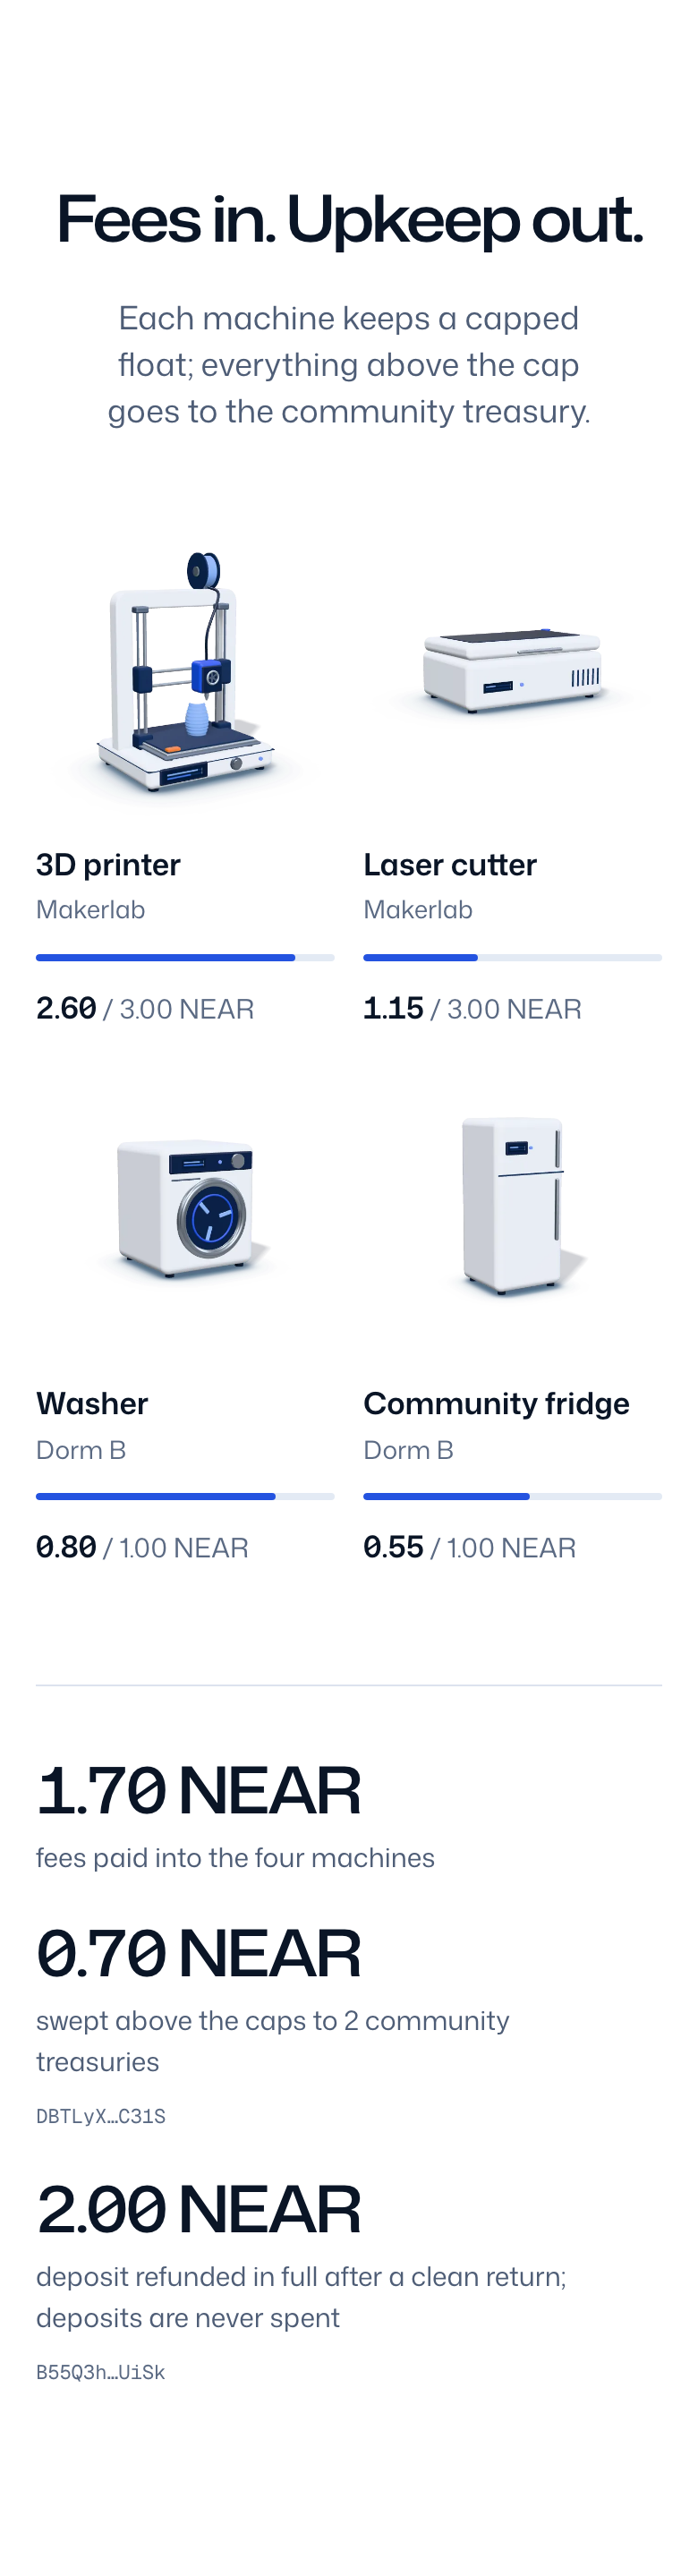 Fees in. Upkeep out.
Each machine keeps a capped
float; everything above the cap
goes to the community treasury.
3D printer
Makerlab
2.60 / 3.00 NEAR
Laser cutter
Makerlab
1.15 / 3.00 NEAR
Washer
Dorm B
0.80 / 1.00 NEAR
Community fridge
Dorm B
0.55 / 1.00 NEAR
1.70 NEAR
fees paid into the four machines
0.70 NEAR
swept above the caps to 2 community
treasuries
DBTLyX…C31S
2.00 NEAR
deposit refunded in full after a clean return;
deposits are never spent
B55Q3h…UiSk